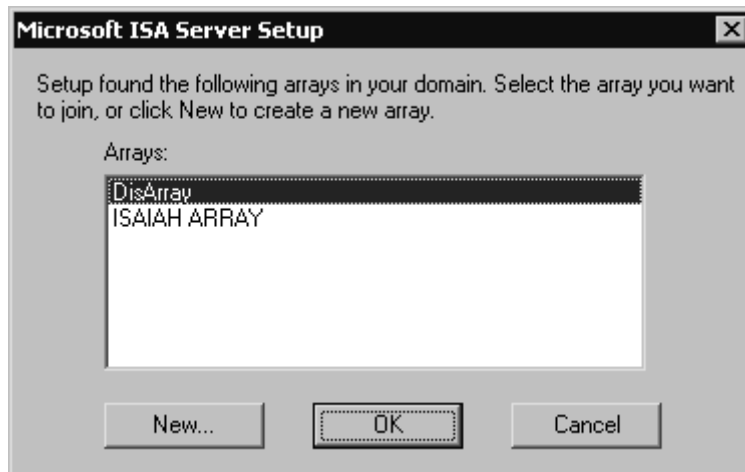 Microsoft ISA Server Setup
Setup found the following arrays in your domain. Select the array you want
to join, or click New to create a new array.
Arrays:
DisArray
ISAIAH ARRAY
New...
OK
Cancel